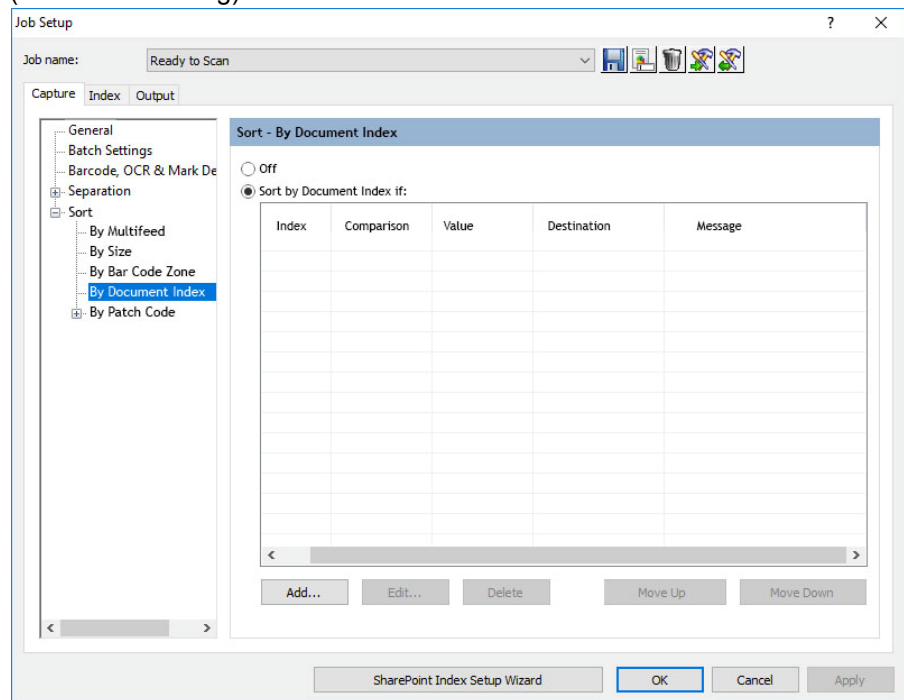 Job Setup ?
Job name: Ready to Scan
Capture Index Output
General
Batch Settings
Barcode, OCR & Mark De
Separation
Sort
By Multifeed
By Size
By Bar Code Zone
By Document Index
By Patch Code
Sort - By Document Index
Off
Sort by Document Index if:
Index Comparison Value Destination Message
Add... Edit... Delete Move Up Move Down
SharePoint Index Setup Wizard OK Cancel Apply